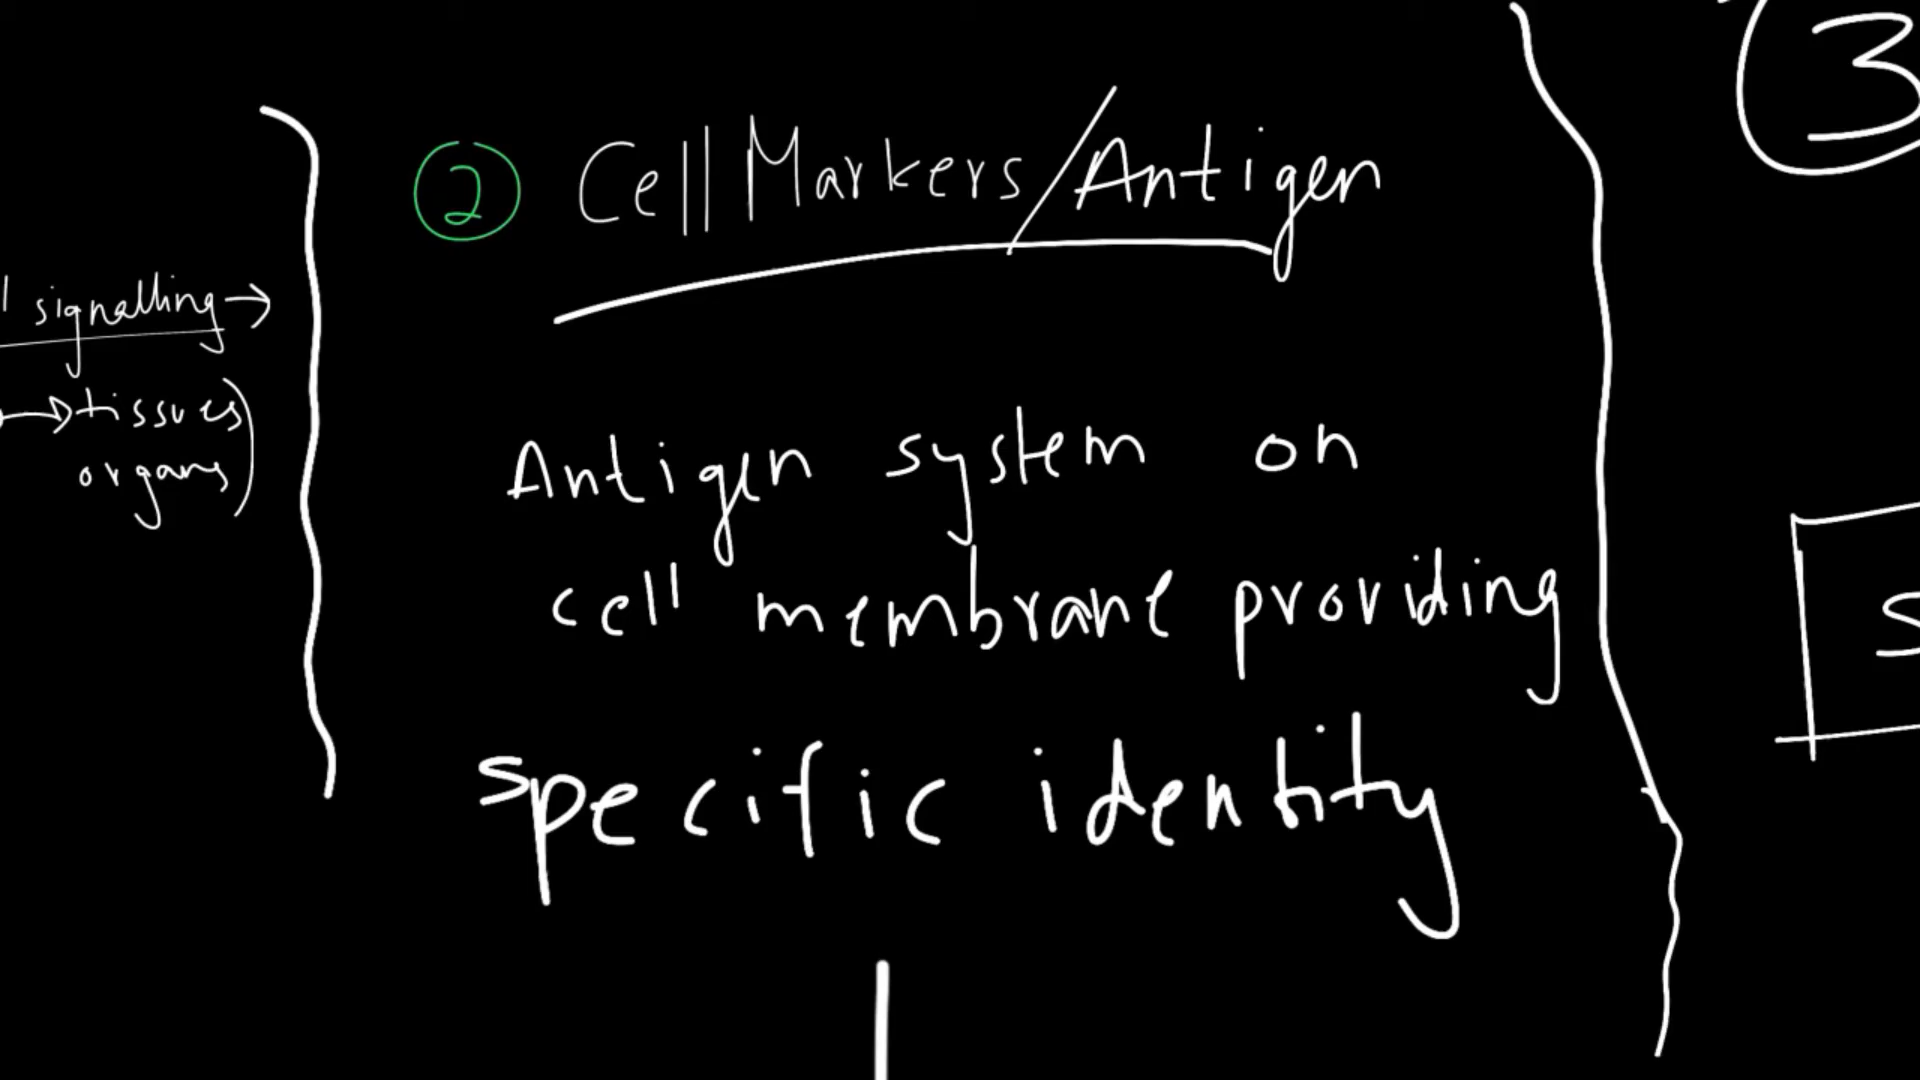 ② Cell Markers/Antigen
signalling →
→ tissues)
organs)
Antigen system on
cell membrane providing
specific identity
3
S